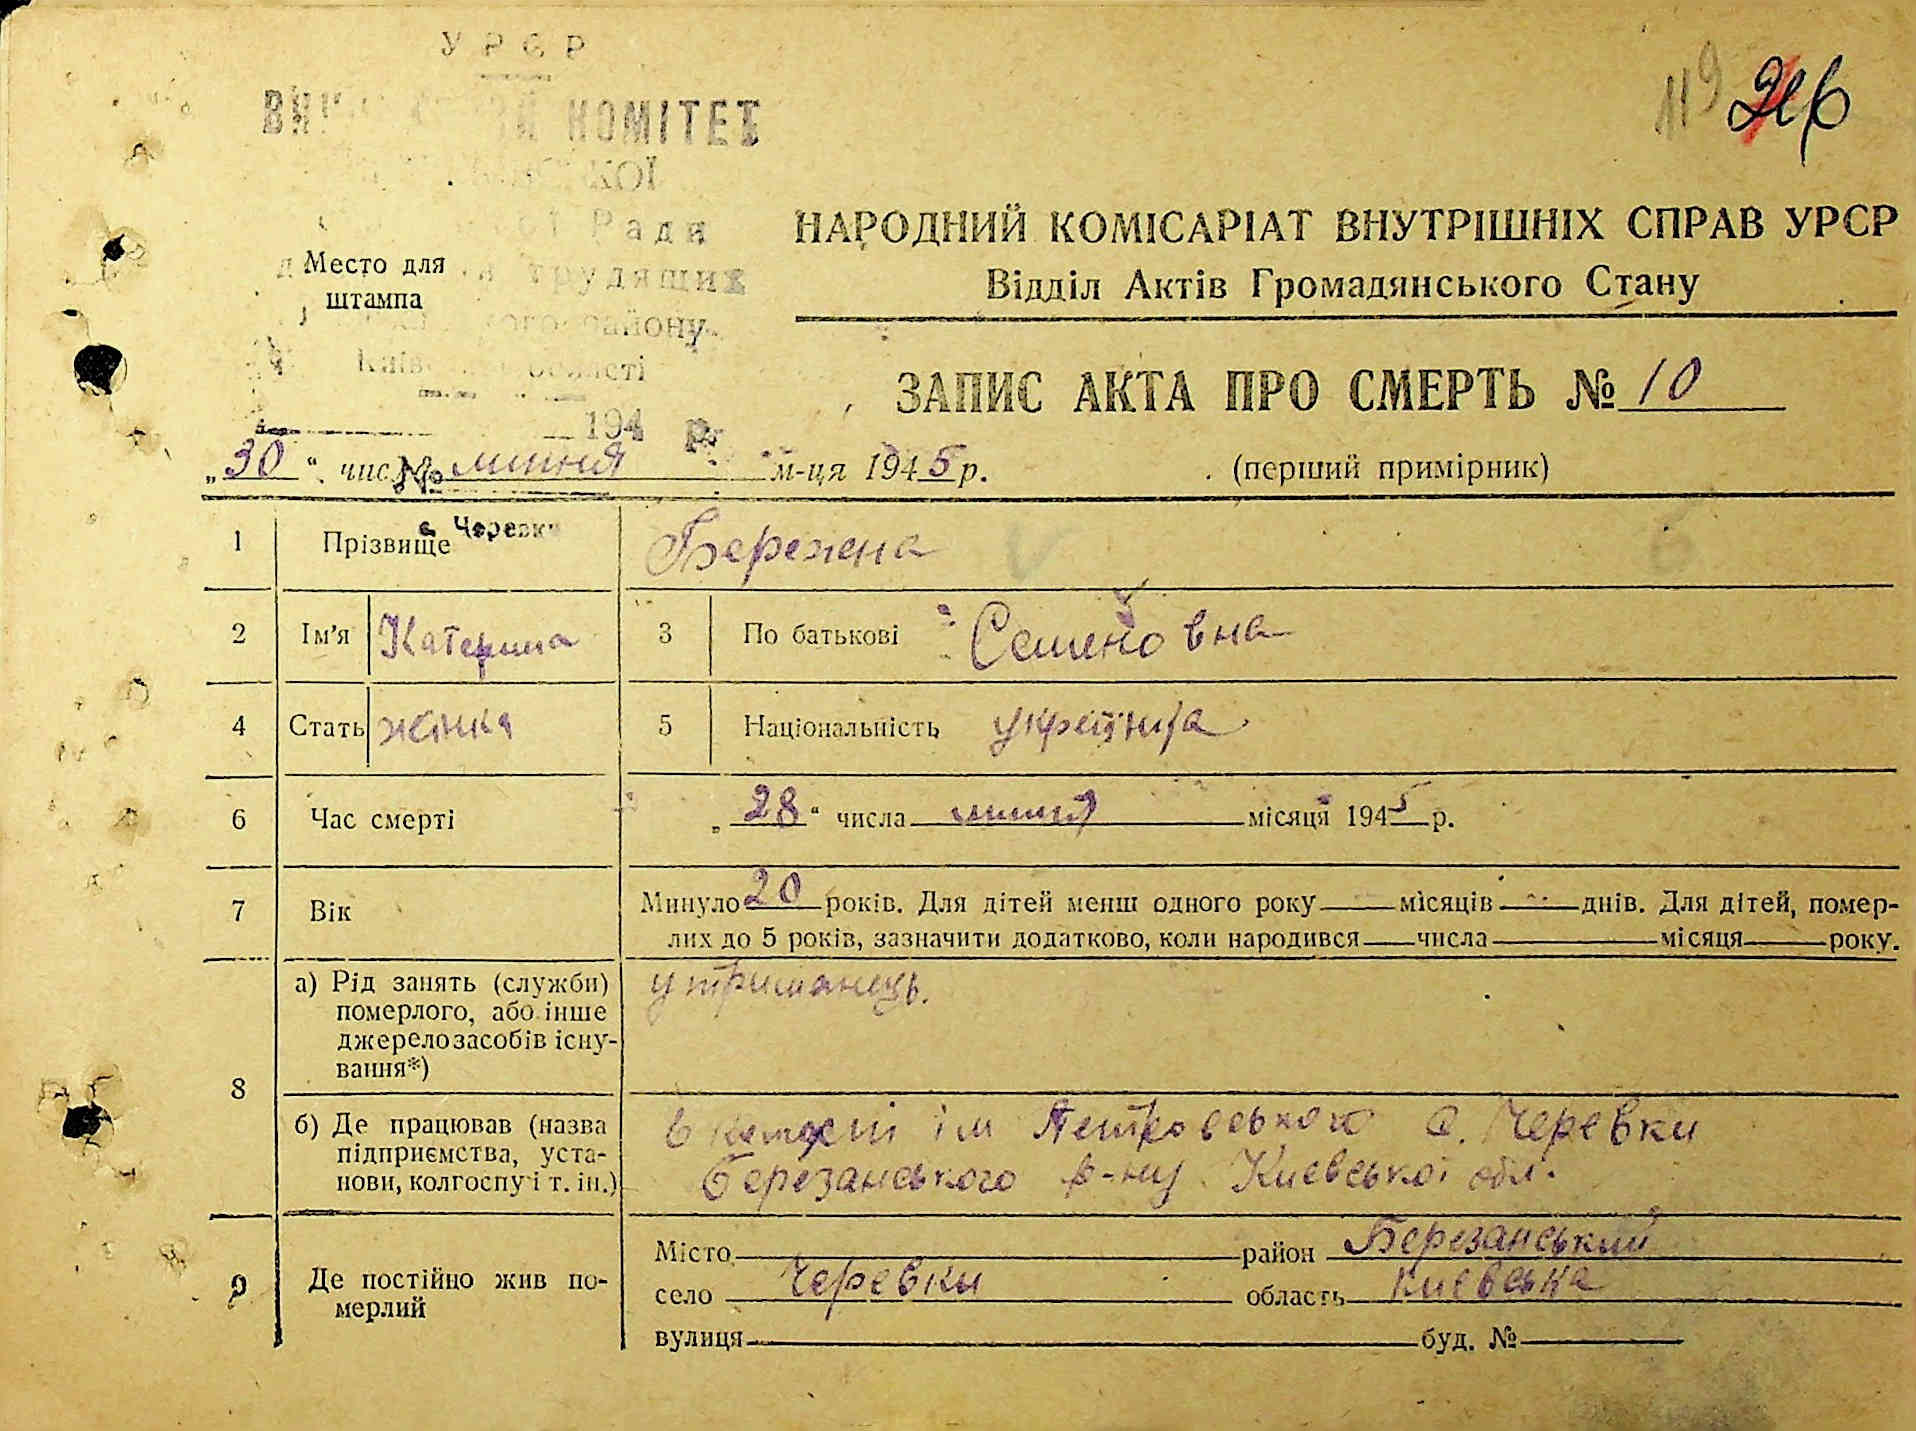 У Р С Р
КОМІТЕТ
Ради
трудящих
району
області
194 р.
№
с. Черевки
119
Место для
штампа
НАРОДНИЙ КОМІСАРІАТ ВНУТРІШНІХ СПРАВ УРСР
Відділ Актів Громадянського Стану
ЗАПИС АКТА ПРО СМЕРТЬ № 10
„30“ числ липня м-ця 1945 р. (перший примірник)
1 Прізвище Бережена
2 Ім’я Катерина 3 По батькові Семеновна
4 Стать жінка 5 Національність українка
6 Час смерті „28“ числа липня місяця 1945 р.
7 Вік Минуло 20 років. Для дітей менш одного року — місяців — днів. Для дітей, помер-
лих до 5 років, зазначити додатково, коли народився числа місяця року.
8 а) Рід занять (служби) утриманець.
померлого, або інше
джерело засобів існу-
вання*)
б) Де працював (назва в колгоспі ім Петровського с. Черевки
підприємства, уста- Березанського р-ну Києвської обл.
нови, колгоспу і т. ін.)
9 Де постійно жив по-
мерлий
Місто район Березанський
село Черевки область Києвська
вулиця буд. №